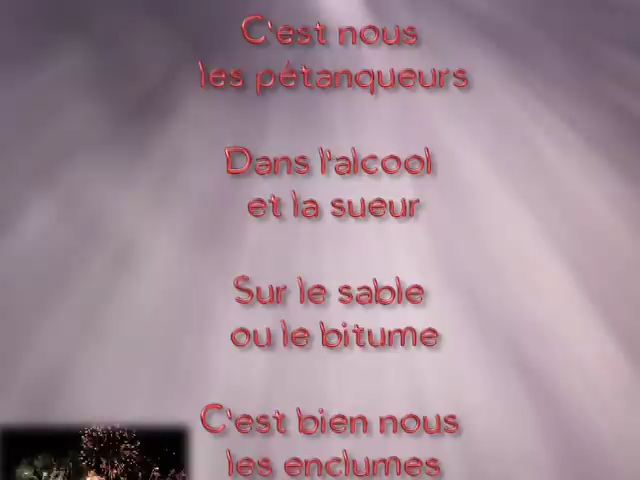 C'est nous
les pétanqueurs
Dans l'alcool
et la sueur
Sur le sable
ou le bitume
C'est bien nous
les enclumes